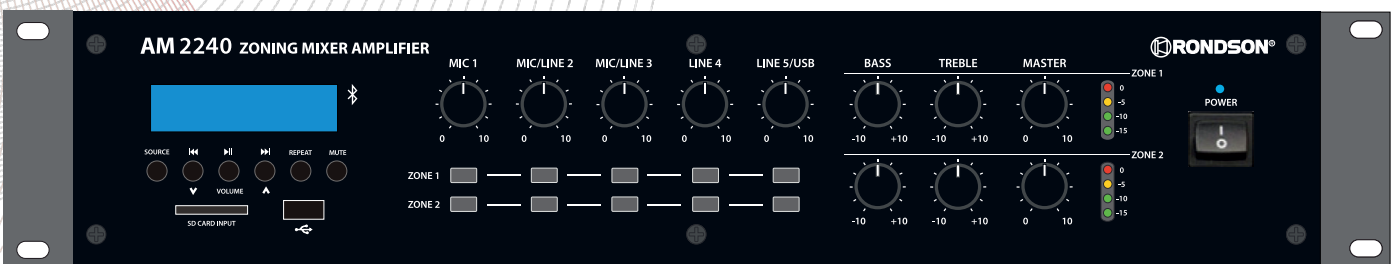 AM 2240 ZONING MIXER AMPLIFIER
RONDSON®
MIC 1 MIC/LINE 2 MIC/LINE 3 LINE 4 LINE 5/USB
BASS TREBLE MASTER
ZONE 1
0
-5
-10
-15
POWER
I
O
0 10 0 10 0 10 0 10 0 10
-10 +10 -10 +10 0 10
SOURCE REPEAT MUTE
VOLUME
SD CARD INPUT
ZONE 1
ZONE 2
ZONE 2
0
-5
-10
-15
-10 +10 -10 +10 0 10